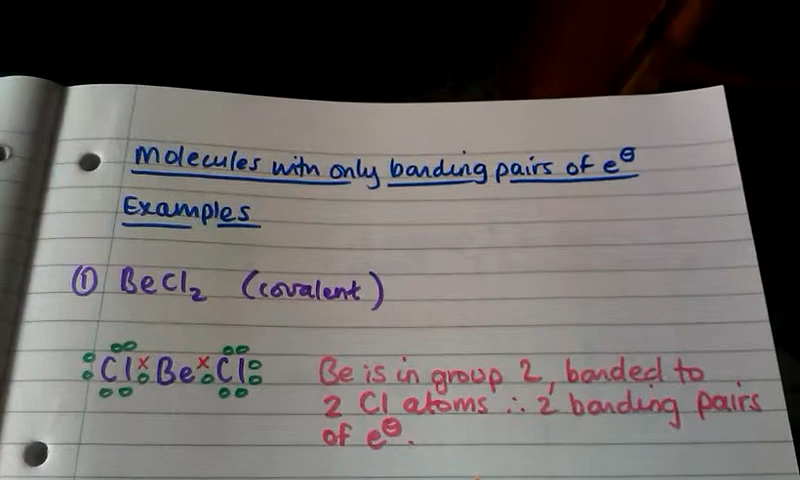 Molecules with only bonding pairs of e⊖
Examples
① BeCl₂ (covalent)
Cl Be Cl
Be is in group 2, bonded to
2 Cl atoms ∴ 2 bonding pairs
of e⊖.